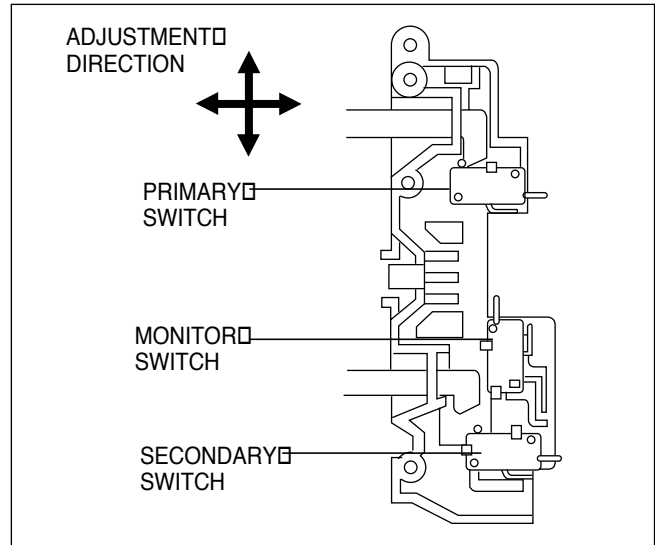 ADJUSTMENT
DIRECTION
PRIMARY
SWITCH
MONITOR
SWITCH
SECONDARY
SWITCH